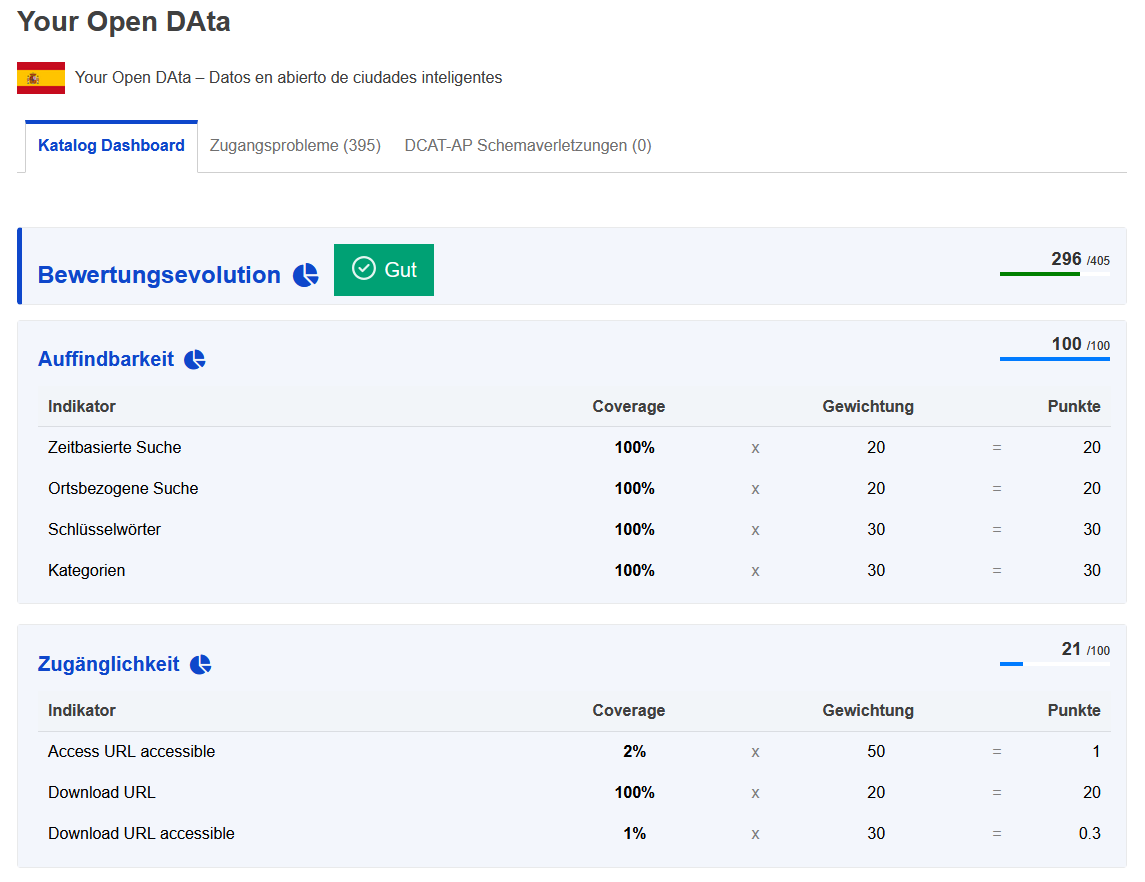 Your Open DAta
Your Open DAta – Datos en abierto de ciudades inteligentes
Katalog Dashboard Zugangsprobleme (395) DCAT-AP Schemaverletzungen (0)
Bewertungsevolution Gut 296 /405
Auffindbarkeit 100 /100
Indikator Coverage Gewichtung Punkte
Zeitbasierte Suche 100% x 20 = 20
Ortsbezogene Suche 100% x 20 = 20
Schlüsselwörter 100% x 30 = 30
Kategorien 100% x 30 = 30
Zugänglichkeit 21 /100
Indikator Coverage Gewichtung Punkte
Access URL accessible 2% x 50 = 1
Download URL 100% x 20 = 20
Download URL accessible 1% x 30 = 0.3